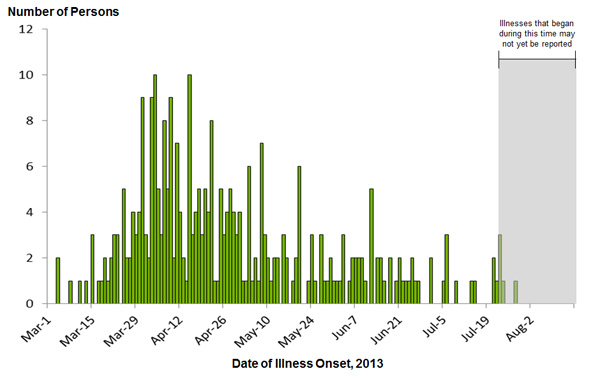 Number of Persons
Illnesses that began
during this time may
not yet be reported
12
10
8
6
4
2
0
Mar-1
Mar-15
Mar-29
Apr-12
Apr-26
May-10
May-24
Jun-7
Jun-21
Jul-5
Jul-19
Aug-2
Date of Illness Onset, 2013